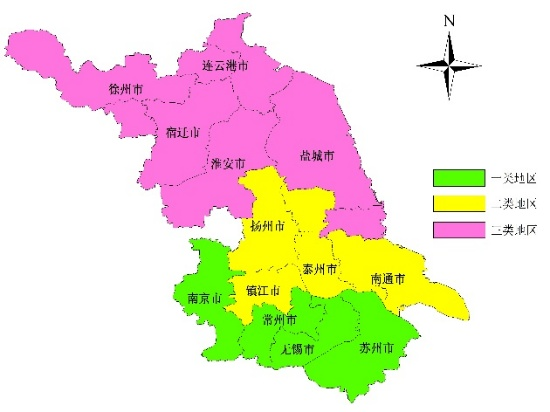 N
连云港市
徐州市
宿迁市
淮安市
盐城市
一类地区
二类地区
三类地区
扬州市
泰州市
南通市
南京市
镇江市
常州市
无锡市
苏州市